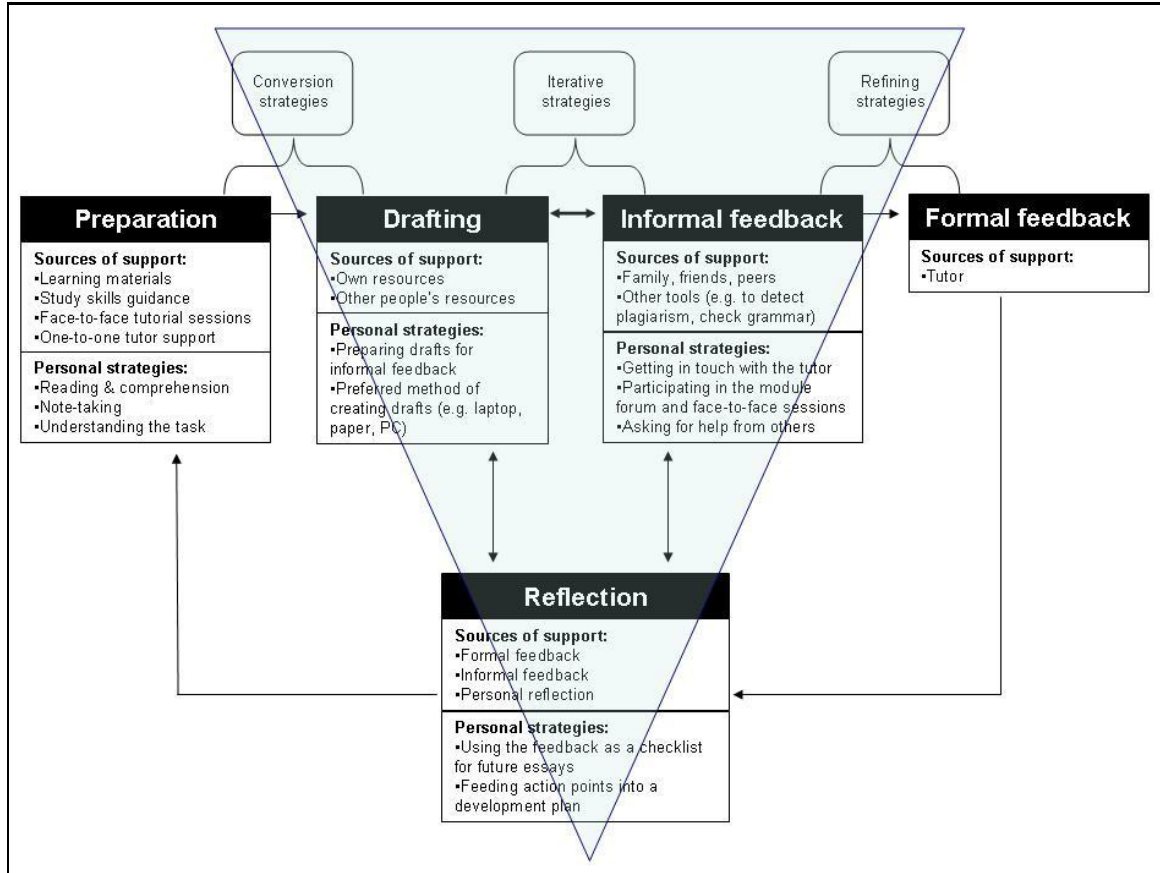 Conversion
strategies
Iterative
strategies
Refining
strategies
Preparation
Sources of support:
▪Learning materials
▪Study skills guidance
▪Face-to-face tutorial sessions
▪One-to-one tutor support
Personal strategies:
▪Reading & comprehension
▪Note-taking
▪Understanding the task
Drafting
Sources of support:
▪Own resources
▪Other people's resources
Personal strategies:
▪Preparing drafts for
informal feedback
▪Preferred method of
creating drafts (e.g. laptop,
paper, PC)
Informal feedback
Sources of support:
▪Family, friends, peers
▪Other tools (e.g. to detect
plagiarism, check grammar)
Personal strategies:
▪Getting in touch with the tutor
▪Participating in the module
forum and face-to-face sessions
▪Asking for help from others
Formal feedback
Sources of support:
▪Tutor
Reflection
Sources of support:
▪Formal feedback
▪Informal feedback
▪Personal reflection
Personal strategies:
▪Using the feedback as a checklist
for future essays
▪Feeding action points into a
development plan